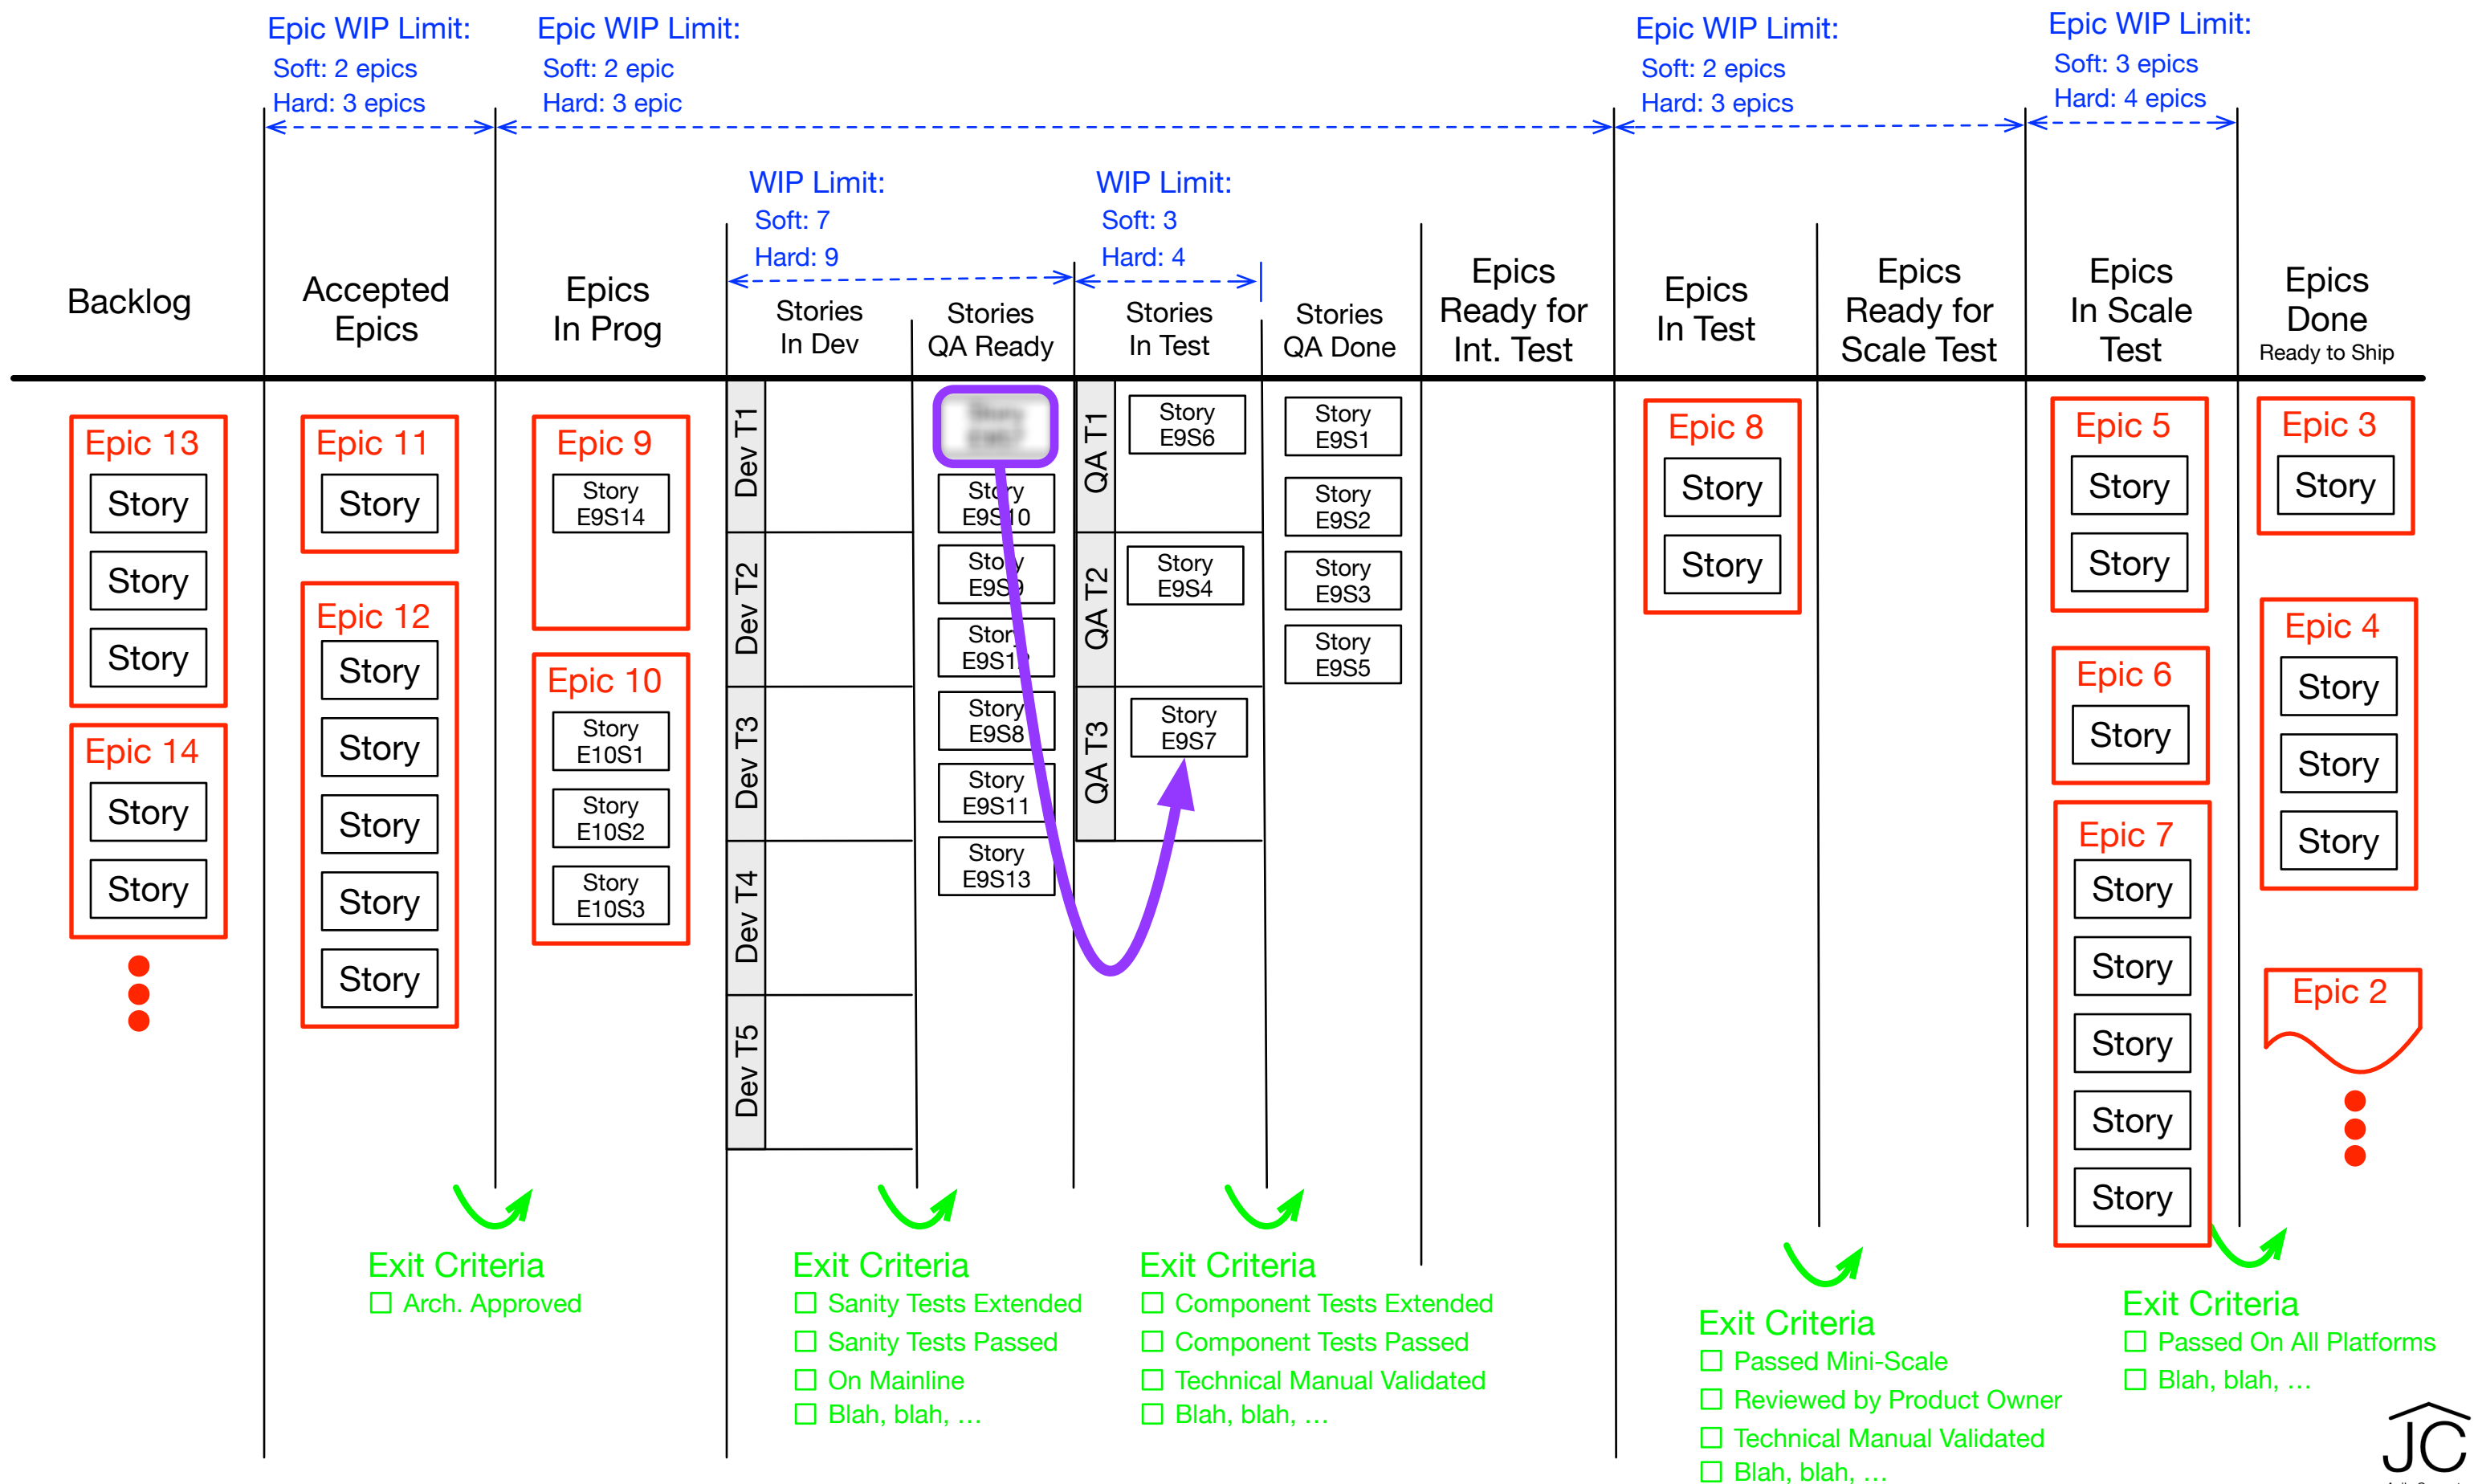 Epic WIP Limit:
Soft: 2 epics
Hard: 3 epics
Epic WIP Limit:
Soft: 2 epic
Hard: 3 epic
Epic WIP Limit:
Soft: 2 epics
Hard: 3 epics
Epic WIP Limit:
Soft: 3 epics
Hard: 4 epics
WIP Limit:
Soft: 7
Hard: 9
WIP Limit:
Soft: 3
Hard: 4
Backlog
Accepted
Epics
Epics
In Prog
Stories
In Dev
Stories
QA Ready
Stories
In Test
Stories
QA Done
Epics
Ready for
Int. Test
Epics
In Test
Epics
Ready for
Scale Test
Epics
In Scale
Test
Epics
Done
Ready to Ship
Epic 13
Story
Story
Story
Epic 14
Story
Story
Epic 11
Story
Epic 12
Story
Story
Story
Story
Story
Epic 9
Story
E9S14
Epic 10
Story
E10S1
Story
E10S2
Story
E10S3
Dev T1
Dev T2
Dev T3
Dev T4
Dev T5
Story
E9S10
Story
E9S9
Story
E9S12
Story
E9S8
Story
E9S11
Story
E9S13
QA T1
QA T2
QA T3
Story
E9S6
Story
E9S4
Story
E9S7
Story
E9S1
Story
E9S2
Story
E9S3
Story
E9S5
Epic 8
Story
Story
Epic 5
Story
Story
Epic 6
Story
Epic 7
Story
Story
Story
Story
Story
Epic 3
Story
Epic 4
Story
Story
Story
Epic 2
Exit Criteria
Arch. Approved
Exit Criteria
Sanity Tests Extended
Sanity Tests Passed
On Mainline
Blah, blah, …
Exit Criteria
Component Tests Extended
Component Tests Passed
Technical Manual Validated
Blah, blah, …
Exit Criteria
Passed Mini-Scale
Reviewed by Product Owner
Technical Manual Validated
Blah, blah, …
Exit Criteria
Passed On All Platforms
Blah, blah, …
JC